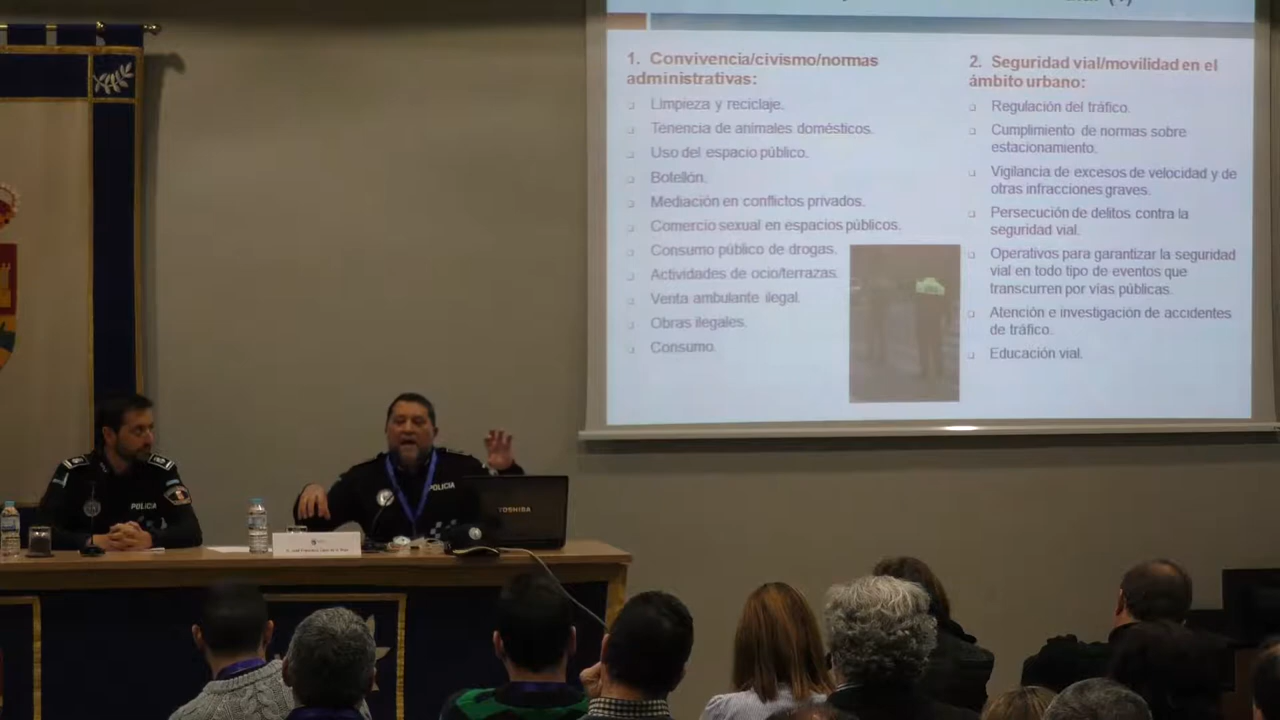 1. Convivencia/civismo/normas
administrativas:
Limpieza y reciclaje.
Tenencia de animales domésticos.
Uso del espacio público.
Botellón.
Mediación en conflictos privados.
Comercio sexual en espacios públicos.
Consumo público de drogas.
Actividades de ocio/terrazas.
Venta ambulante ilegal.
Obras ilegales.
Consumo.
2. Seguridad vial/movilidad en el
ámbito urbano:
Regulación del tráfico.
Cumplimiento de normas sobre
estacionamiento.
Vigilancia de excesos de velocidad y de
otras infracciones graves.
Persecución de delitos contra la
seguridad vial.
Operativos para garantizar la seguridad
vial en todo tipo de eventos que
transcurren por vías públicas.
Atención e investigación de accidentes
de tráfico.
Educación vial.
POLICIA
POLICIA
TOSHIBA